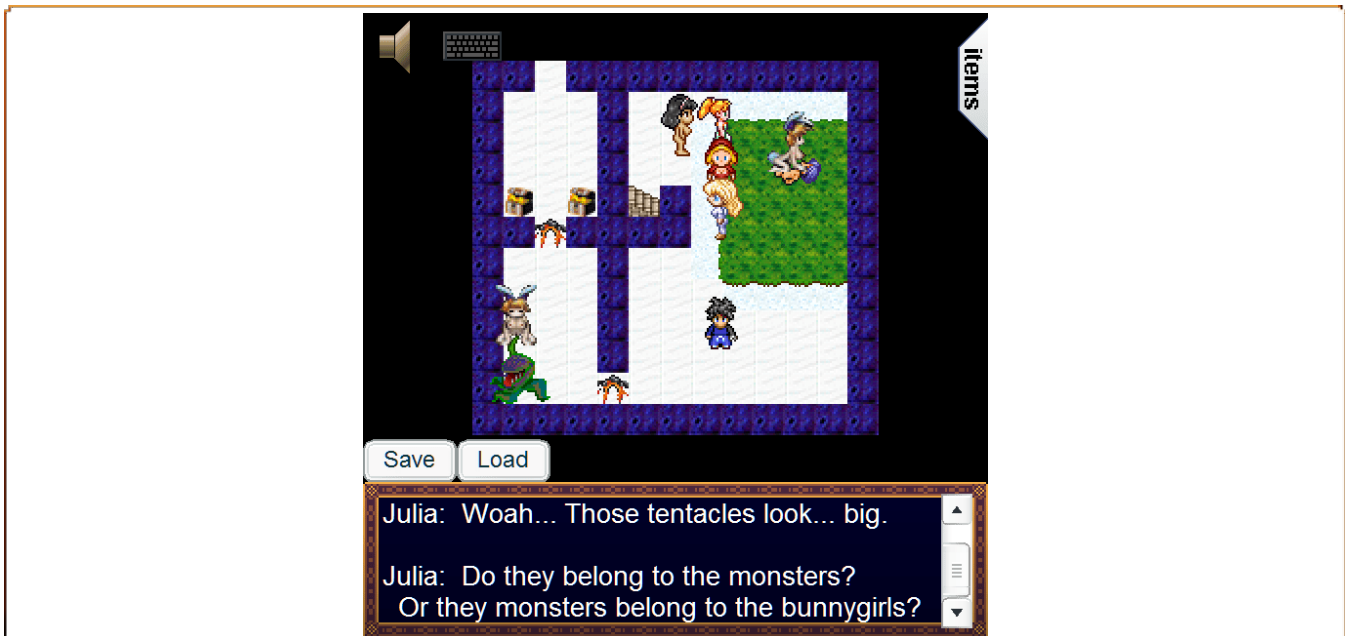 items
Save
Load
Julia: Woah... Those tentacles look... big.
Julia: Do they belong to the monsters?
Or they monsters belong to the bunnygirls?